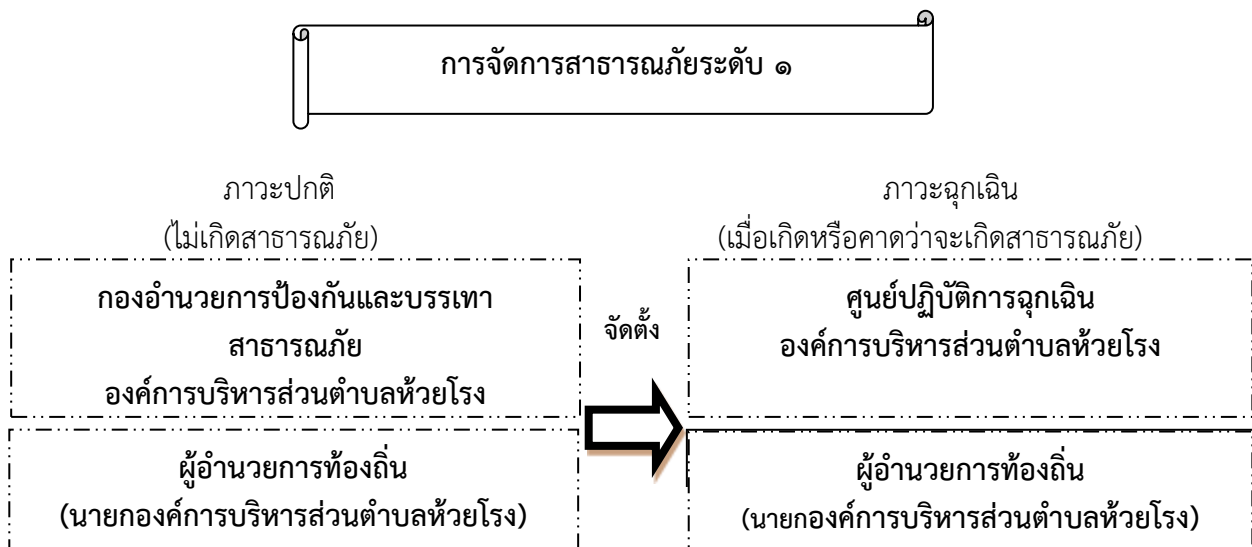 การจัดการสาธารณภัยระดับ ๑
ภาวะปกติ
(ไม่เกิดสาธารณภัย)
กองอำนวยการป้องกันและบรรเทา
สาธารณภัย
องค์การบริหารส่วนตำบลห้วยโรง
ผู้อำนวยการท้องถิ่น
(นายกองค์การบริหารส่วนตำบลห้วยโรง)
จัดตั้ง
ภาวะฉุกเฉิน
(เมื่อเกิดหรือคาดว่าจะเกิดสาธารณภัย)
ศูนย์ปฏิบัติการฉุกเฉิน
องค์การบริหารส่วนตำบลห้วยโรง
ผู้อำนวยการท้องถิ่น
(นายกองค์การบริหารส่วนตำบลห้วยโรง)